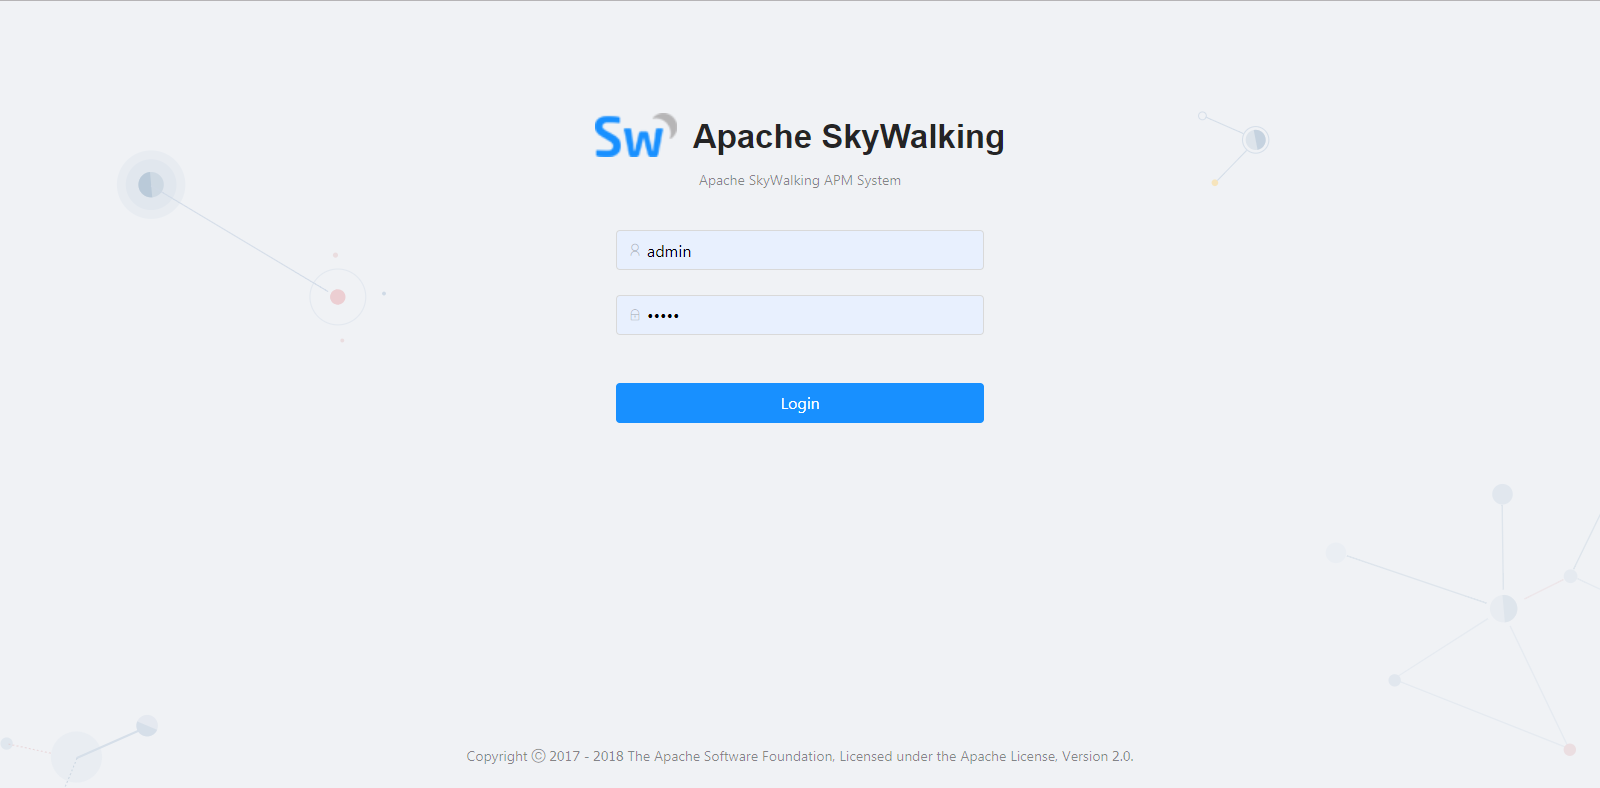 Sw Apache SkyWalking
Apache SkyWalking APM System
admin
•••••
Login
Copyright © 2017 - 2018 The Apache Software Foundation, Licensed under the Apache License, Version 2.0.